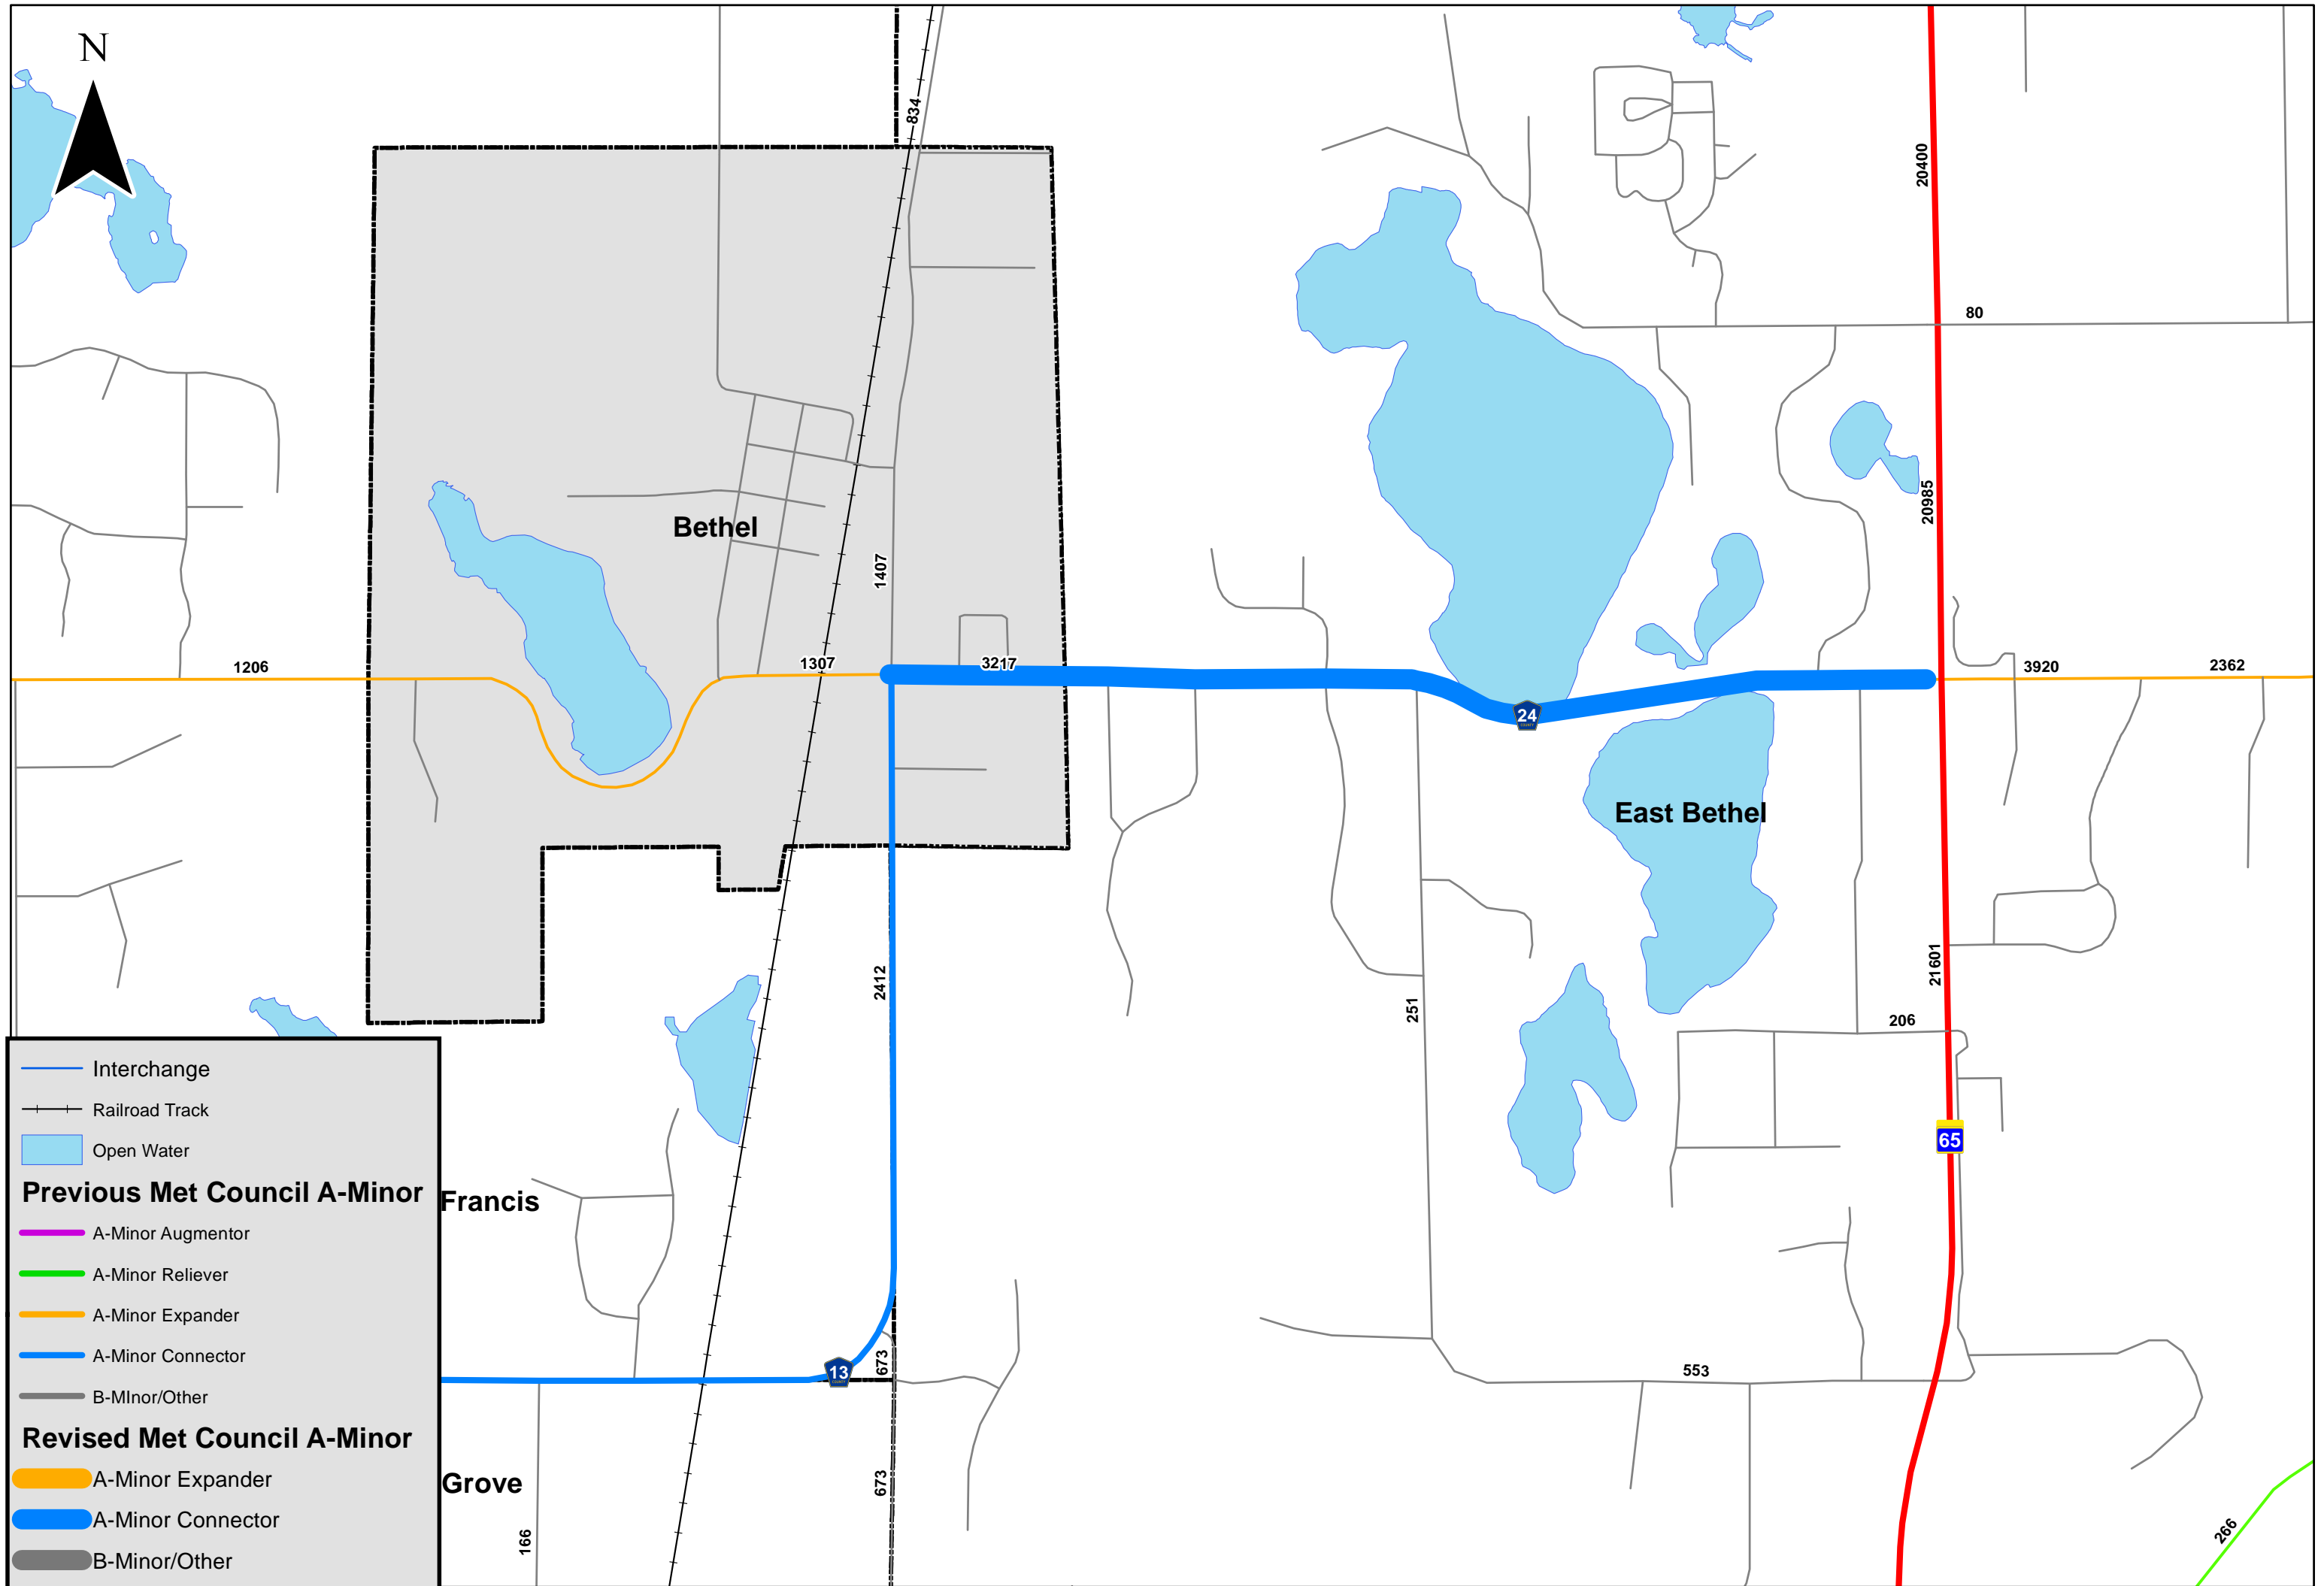 N
834
20400
80
20985
Bethel
1407
1206
1307
3217
3920
2362
24
East Bethel
2412
21601
251
206
65
Francis
13
673
553
Grove
673
166
266
Interchange
Railroad Track
Open Water
Previous Met Council A-Minor
A-Minor Augmentor
A-Minor Reliever
A-Minor Expander
A-Minor Connector
B-MInor/Other
Revised Met Council A-Minor
A-Minor Expander
A-Minor Connector
B-Minor/Other